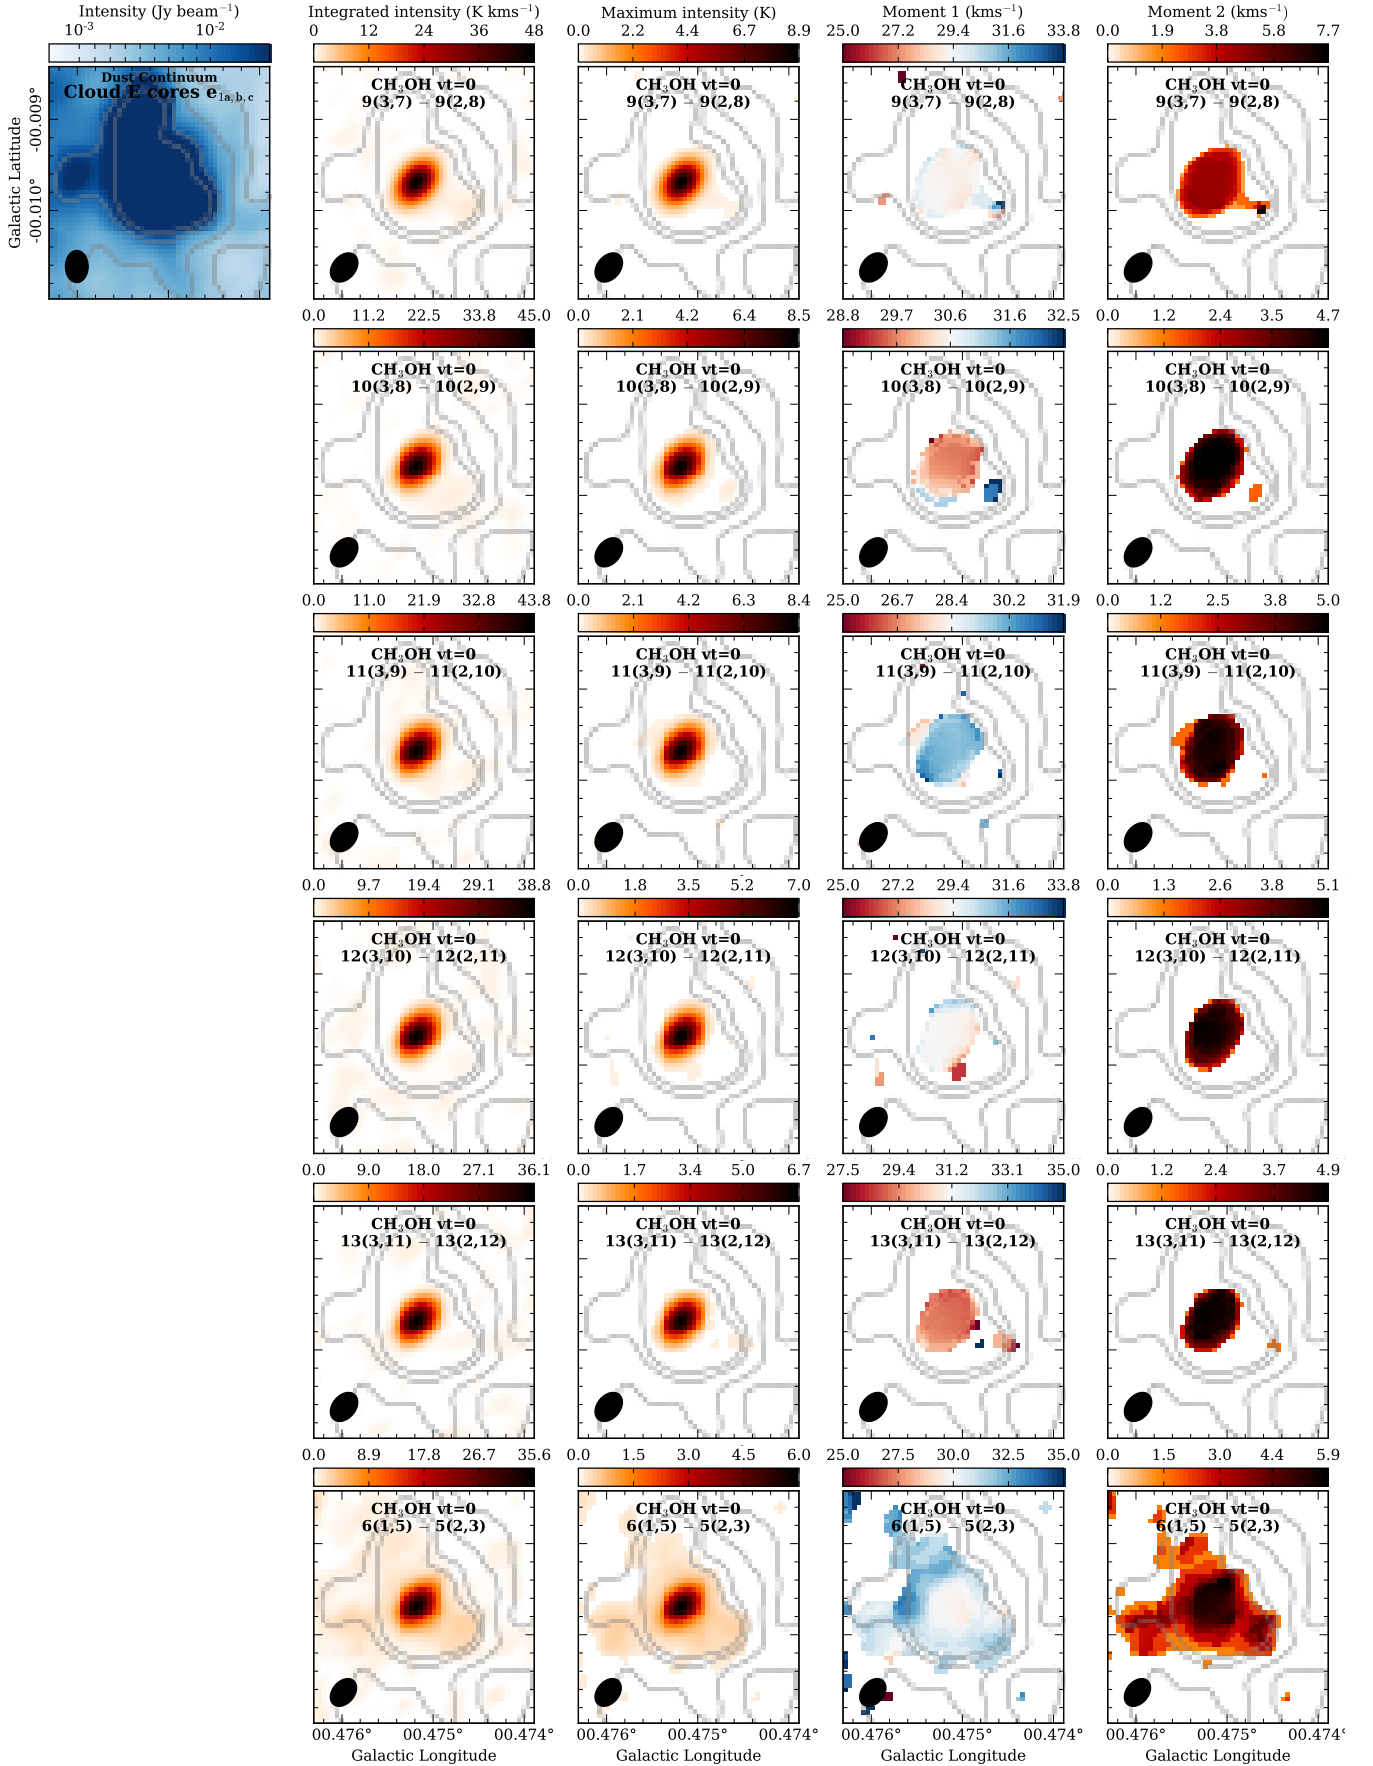 Intensity (Jy beam⁻¹) Integrated intensity (K kms⁻¹) Maximum intensity (K) Moment 1 (kms⁻¹) Moment 2 (kms⁻¹)
10⁻³ 10⁻² 0 12 24 36 48 0.0 2.2 4.4 6.7 8.9 25.0 27.2 29.4 31.6 33.8 0.0 1.9 3.8 5.8 7.7
Dust Continuum
Cloud E cores e₁ₐ,b,c
Galactic Latitude
-00.009°
-00.010°
CH₃OH vt=0 CH₃OH vt=0 CH₃OH vt=0 CH₃OH vt=0
9(3,7) − 9(2,8) 9(3,7) − 9(2,8) 9(3,7) − 9(2,8) 9(3,7) − 9(2,8)
0.0 11.2 22.5 33.8 45.0 0.0 2.1 4.2 6.4 8.5 28.8 29.7 30.6 31.6 32.5 0.0 1.2 2.4 3.5 4.7
CH₃OH vt=0 CH₃OH vt=0 CH₃OH vt=0 CH₃OH vt=0
10(3,8) − 10(2,9) 10(3,8) − 10(2,9) 10(3,8) − 10(2,9) 10(3,8) − 10(2,9)
0.0 11.0 21.9 32.8 43.8 0.0 2.1 4.2 6.3 8.4 25.0 26.7 28.4 30.2 31.9 0.0 1.2 2.5 3.8 5.0
CH₃OH vt=0 CH₃OH vt=0 CH₃OH vt=0 CH₃OH vt=0
11(3,9) − 11(2,10) 11(3,9) − 11(2,10) 11(3,9) − 11(2,10) 11(3,9) − 11(2,10)
0.0 9.7 19.4 29.1 38.8 0.0 1.8 3.5 5.2 7.0 25.0 27.2 29.4 31.6 33.8 0.0 1.3 2.6 3.8 5.1
CH₃OH vt=0 CH₃OH vt=0 CH₃OH vt=0 CH₃OH vt=0
12(3,10) − 12(2,11) 12(3,10) − 12(2,11) 12(3,10) − 12(2,11) 12(3,10) − 12(2,11)
0.0 9.0 18.0 27.1 36.1 0.0 1.7 3.4 5.0 6.7 27.5 29.4 31.2 33.1 35.0 0.0 1.2 2.4 3.7 4.9
CH₃OH vt=0 CH₃OH vt=0 CH₃OH vt=0 CH₃OH vt=0
13(3,11) − 13(2,12) 13(3,11) − 13(2,12) 13(3,11) − 13(2,12) 13(3,11) − 13(2,12)
0.0 8.9 17.8 26.7 35.6 0.0 1.5 3.0 4.5 6.0 25.0 27.5 30.0 32.5 35.0 0.0 1.5 3.0 4.4 5.9
CH₃OH vt=0 CH₃OH vt=0 CH₃OH vt=0 CH₃OH vt=0
6(1,5) − 5(2,3) 6(1,5) − 5(2,3) 6(1,5) − 5(2,3) 6(1,5) − 5(2,3)
00.476° 00.475° 00.474° 00.476° 00.475° 00.474° 00.476° 00.475° 00.474° 00.476° 00.475° 00.474°
Galactic Longitude Galactic Longitude Galactic Longitude Galactic Longitude